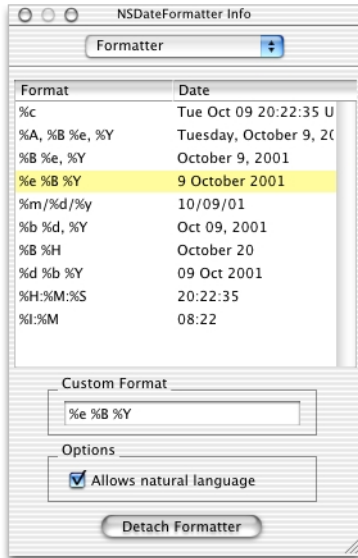 NSDateFormatter Info
Formatter
Format Date
%c Tue Oct 09 20:22:35 U
%A, %B %e, %Y Tuesday, October 9, 20
%B %e, %Y October 9, 2001
%e %B %Y 9 October 2001
%m/%d/%y 10/09/01
%b %d, %Y Oct 09, 2001
%B %H October 20
%d %b %Y 09 Oct 2001
%H:%M:%S 20:22:35
%I:%M 08:22
Custom Format
%e %B %Y
Options
Allows natural language
Detach Formatter